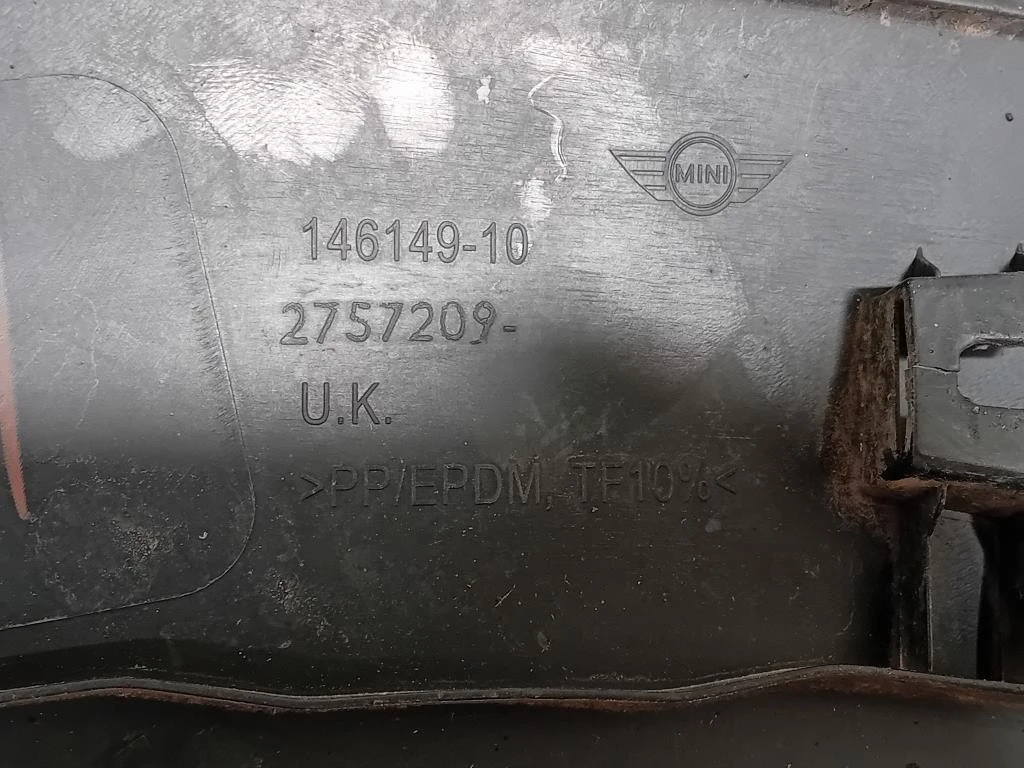 MINI
146149-10
2757209-
U.K.
>PP/EPDM, TF10%<